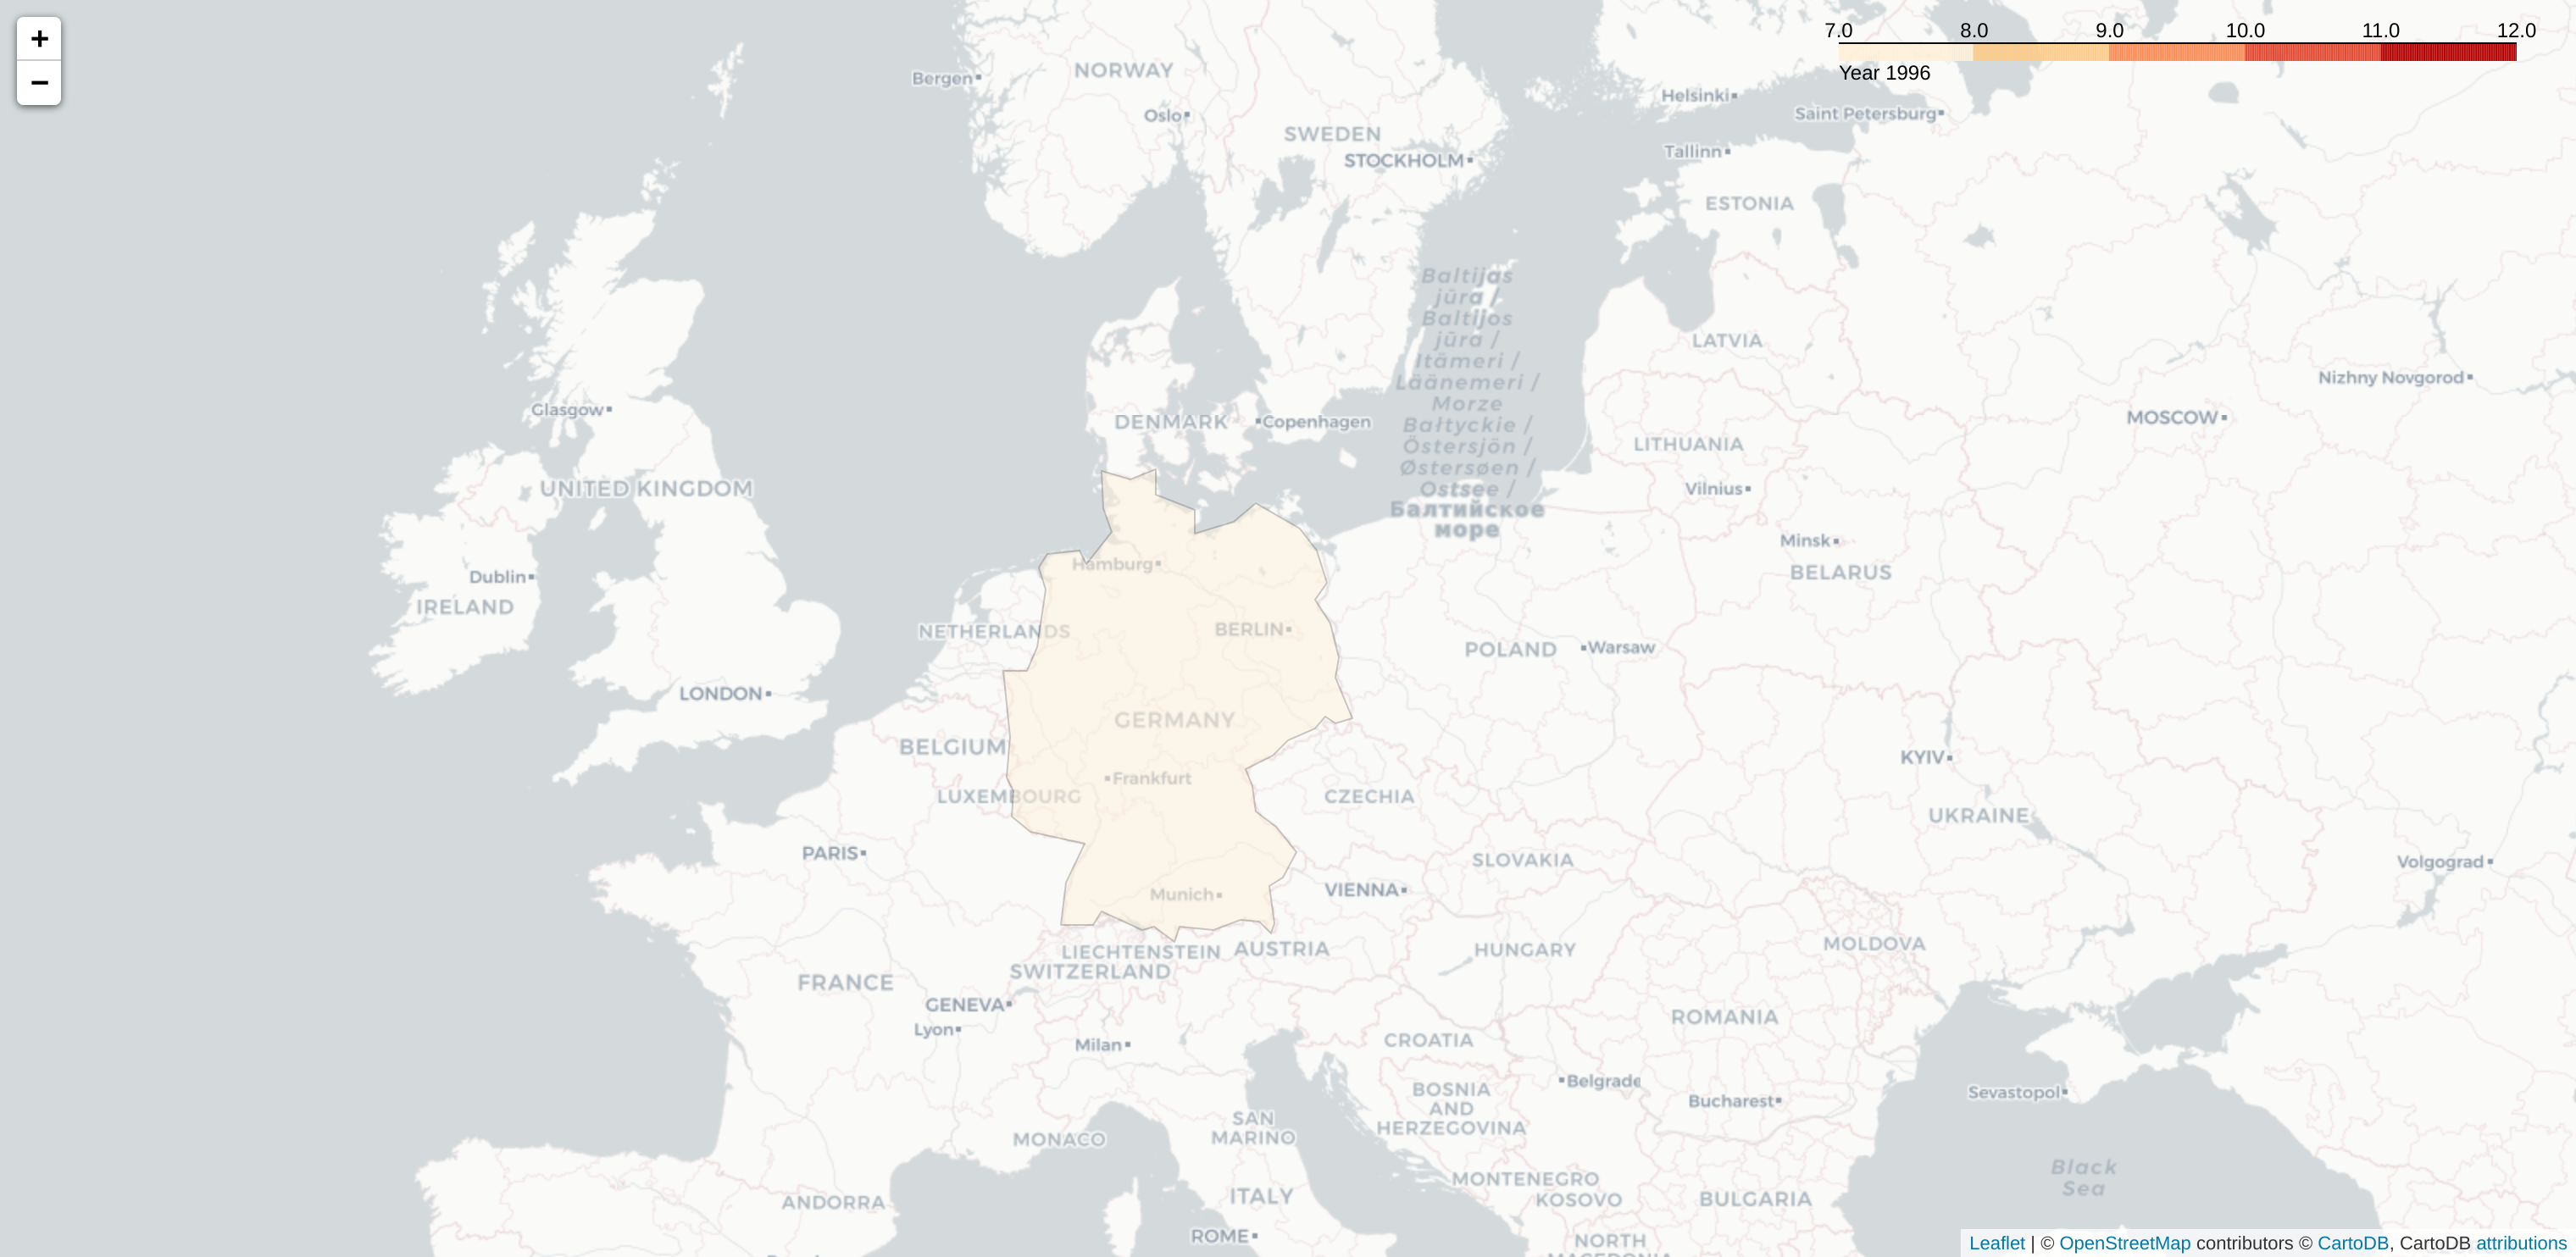 +
−
7.0 8.0 9.0 10.0 11.0 12.0
Year 1996
NORWAY
Bergen
Oslo
SWEDEN
STOCKHOLM
Helsinki
Saint Petersburg
Tallinn
ESTONIA
Baltijas
jūra /
Baltijos
jūra /
Itämeri /
Läänemeri /
Morze
Bałtyckie /
Östersjön /
Østersøen /
Ostsee /
Балтийское
море
LATVIA
Nizhny Novgorod
MOSCOW
Glasgow
DENMARK
Copenhagen
LITHUANIA
UNITED KINGDOM
Vilnius
Minsk
Hamburg
BELARUS
Dublin
IRELAND
NETHERLANDS
BERLIN
POLAND
Warsaw
LONDON
GERMANY
BELGIUM
KYIV
Frankfurt
LUXEMBOURG
CZECHIA
UKRAINE
PARIS
SLOVAKIA
Volgograd
Munich
VIENNA
LIECHTENSTEIN
AUSTRIA
HUNGARY
MOLDOVA
SWITZERLAND
FRANCE
GENEVA
Lyon
ROMANIA
Milan
CROATIA
Belgrade
BOSNIA
AND
HERZEGOVINA
Bucharest
Sevastopol
SAN
MARINO
MONACO
Black
Sea
MONTENEGRO
ITALY
KOSOVO
BULGARIA
ANDORRA
ROME
NORTH
MACEDONIA
Leaflet | © OpenStreetMap contributors © CartoDB, CartoDB attributions